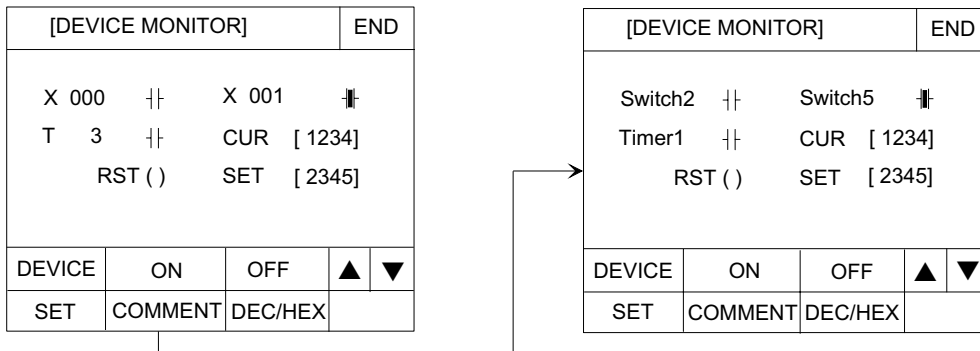 [DEVICE MONITOR] END
X 000 X 001
T 3 CUR [ 1234]
RST ( ) SET [ 2345]
DEVICE ON OFF ▲ ▼
SET COMMENT DEC/HEX
[DEVICE MONITOR] END
Switch2 Switch5
Timer1 CUR [ 1234]
RST ( ) SET [ 2345]
DEVICE ON OFF ▲ ▼
SET COMMENT DEC/HEX